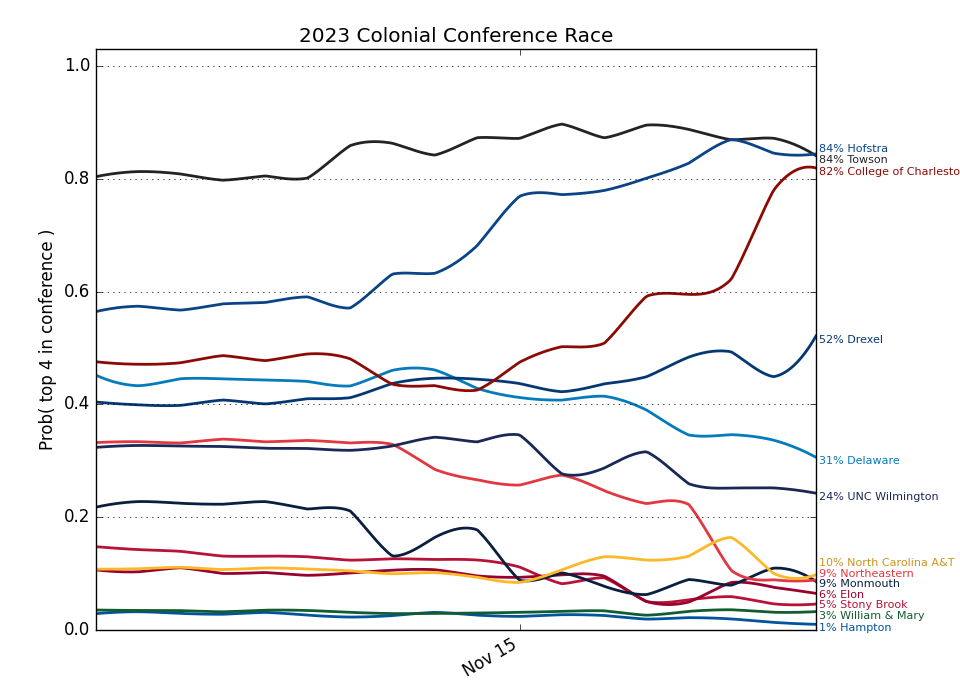 2023 Colonial Conference Race
Prob( top 4 in conference )
1.0
0.8
0.6
0.4
0.2
0.0
Nov 15
84% Hofstra
84% Towson
82% College of Charlesto
52% Drexel
31% Delaware
24% UNC Wilmington
10% North Carolina A&T
9% Northeastern
9% Monmouth
6% Elon
5% Stony Brook
3% William & Mary
1% Hampton